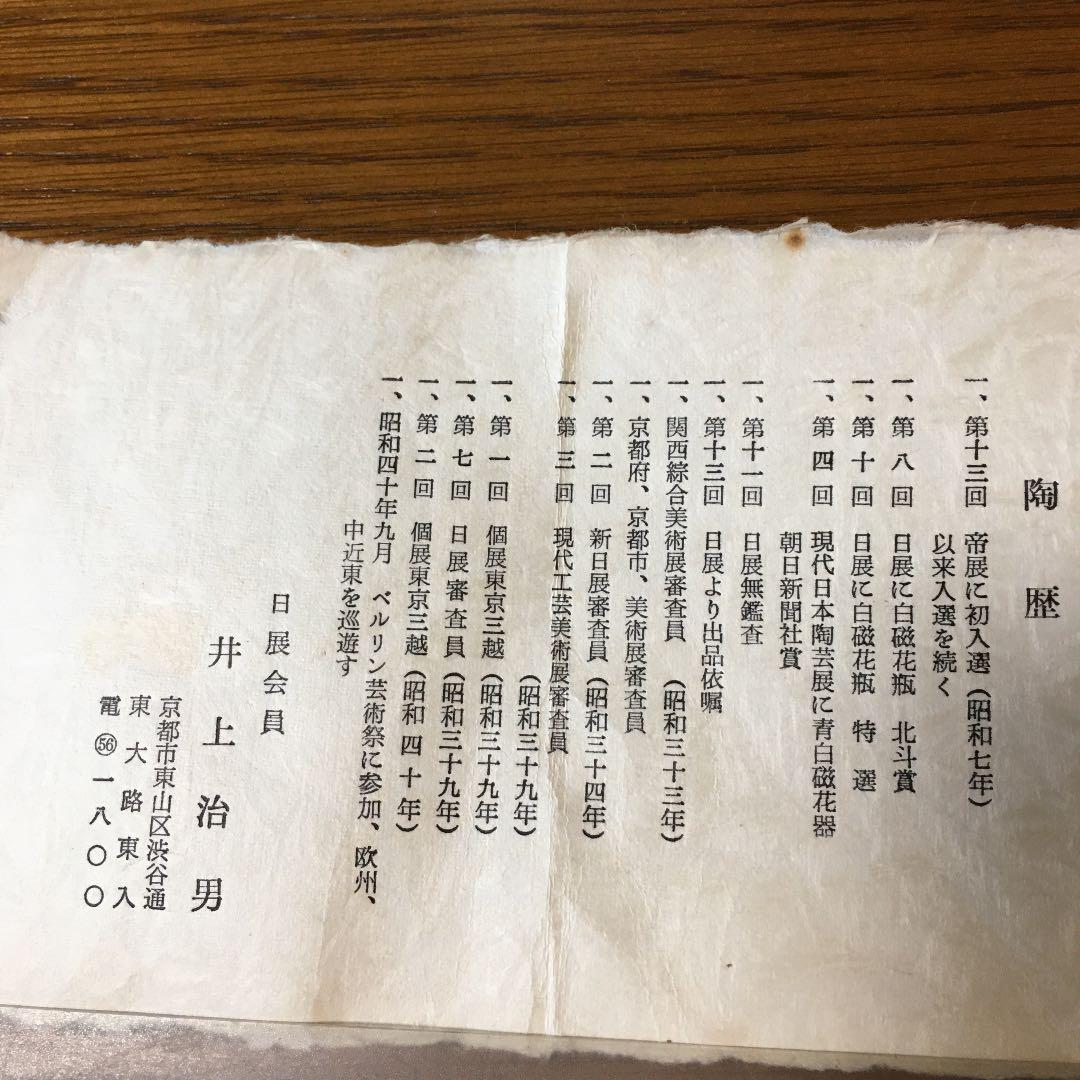 陶歴
一、第十三回 帝展に初入選(昭和七年)
以来入選を続く
一、第八回 日展に白磁花瓶 北斗賞
一、第十回 日展に白磁花瓶 特選
一、第四回 現代日本陶芸展に青白磁花器
朝日新聞社賞
一、第十一回 日展無鑑査
一、第十三回 日展より出品依嘱
一、関西綜合美術展審査員 (昭和三十三年)
一、京都府、京都市、美術展審査員
一、第二回 新日展審査員(昭和三十四年)
一、第三回 現代工芸美術展審査員
(昭和三十九年)
一、第一回 個展東京三越 (昭和三十九年)
一、第七回 日展審査員(昭和三十九年)
一、第二回 個展東京三越(昭和四十年)
一、昭和四十年九月 ベルリン芸術祭に参加、欧州、
中近東を巡遊す
日展会員
井上治男
京都市東山区渋谷通
東大路東入
電㊽一八〇〇